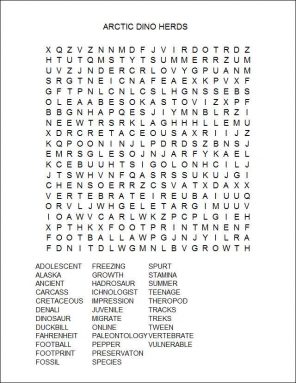 ARCTIC DINO HERDS
X Q Z V Z N N M D F J V I R D O T R D Z
H T U T Q M S T Y T S U M M E R R Z U M
U V Z J N D E R C R L O V Y G P U A N M
S R G T N E I C N A F E A E X K P G X I
G F T P N L C N L C S L H G N S S E B S
O L E A A B E S O K A S T O V I Z X P F
B B G N H A P Q E S J I Y M N B L R Z I
N E E W T R S R K L A G H H H L L E M U
X D R C R E T A C E O U S A X R I I J Z
K Q P O O N I N J L P D R D S Z B N S J
E M R S G L E S O J N J A R F Y K A E L
K C E B U U H T S I G O L O N H C I L J
J T S W H V N F Q A S R S S U K U J G I
C H E N S O E R R Z C S V A T X D A X X
V E R T E B R A T E I R E U B A I U U Q
O R V L J W H G E L E T A R G I M U U V
I O A W V C A R L W K Z P C P L G I E H
X P T H K X F O O T P R I N T M N E N F
F O O T B A L L A W P G J N J Y I L R A
F D N I T D L W G M N L B V G R O W T H
ADOLESCENT FREEZING SPURT
ALASKA GROWTH STAMINA
ANCIENT HADROSAUR SUMMER
CARCASS ICHNOLOGIST TEENAGE
CRETACEOUS IMPRESSION THEROPOD
DENALI JUVENILE TRACKS
DINOSAUR MIGRATE TREKS
DUCKBILL ONLINE TWEEN
FAHRENHEIT PALEONTOLOGY VERTEBRATE
FOOTBALL PEPPER VULNERABLE
FOOTPRINT PRESERVATON
FOSSIL SPECIES